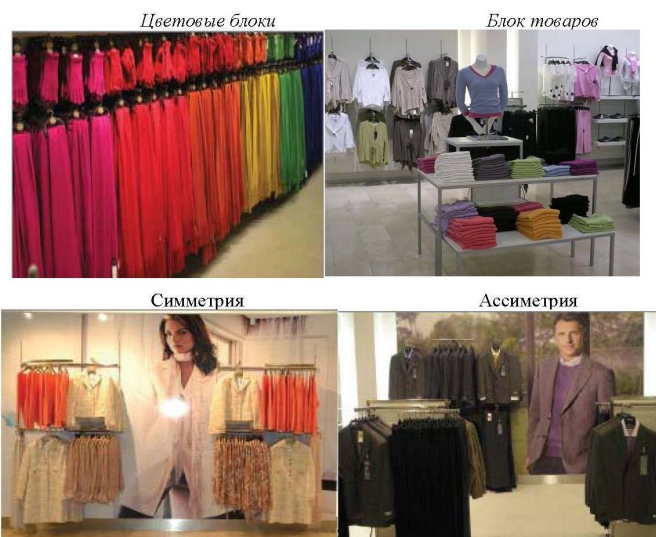 Цветовые блоки
Блок товаров
Симметрия
Ассиметрия